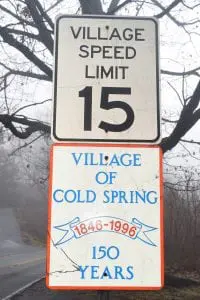 VILLAGE
SPEED
LIMIT
15
VILLAGE
OF
COLD SPRING
1846-1996
150
YEARS